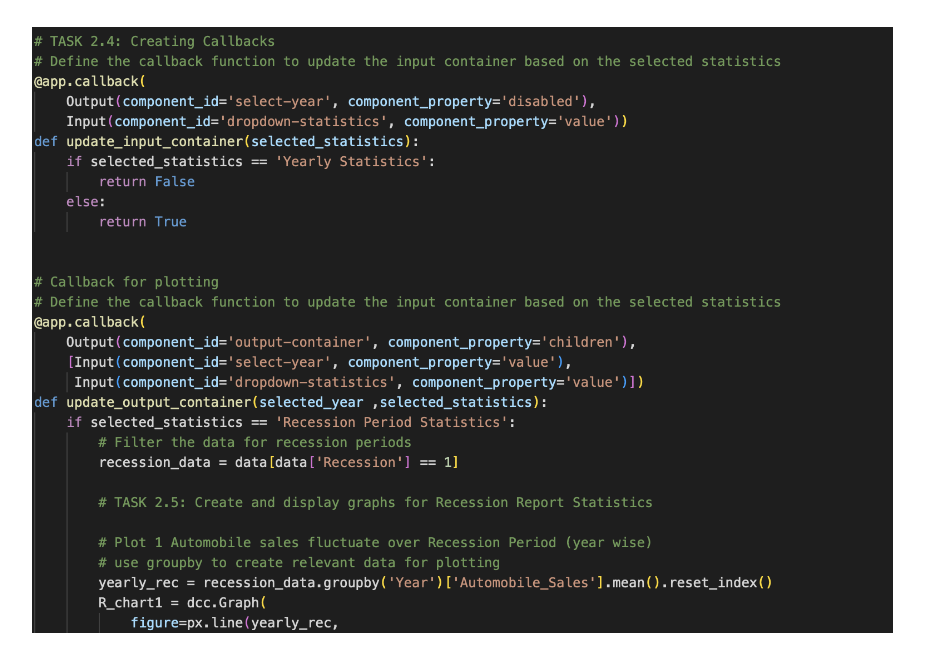 # TASK 2.4: Creating Callbacks
# Define the callback function to update the input container based on the selected statistics
@app.callback(
    Output(component_id='select-year', component_property='disabled'),
    Input(component_id='dropdown-statistics', component_property='value'))
def update_input_container(selected_statistics):
    if selected_statistics == 'Yearly Statistics':
        return False
    else:
        return True
# Callback for plotting
# Define the callback function to update the input container based on the selected statistics
@app.callback(
    Output(component_id='output-container', component_property='children'),
    [Input(component_id='select-year', component_property='value'),
     Input(component_id='dropdown-statistics', component_property='value')])
def update_output_container(selected_year ,selected_statistics):
    if selected_statistics == 'Recession Period Statistics':
        # Filter the data for recession periods
        recession_data = data[data['Recession'] == 1]
        # TASK 2.5: Create and display graphs for Recession Report Statistics
        # Plot 1 Automobile sales fluctuate over Recession Period (year wise)
        # use groupby to create relevant data for plotting
        yearly_rec = recession_data.groupby('Year')['Automobile_Sales'].mean().reset_index()
        R_chart1 = dcc.Graph(
            figure=px.line(yearly_rec,